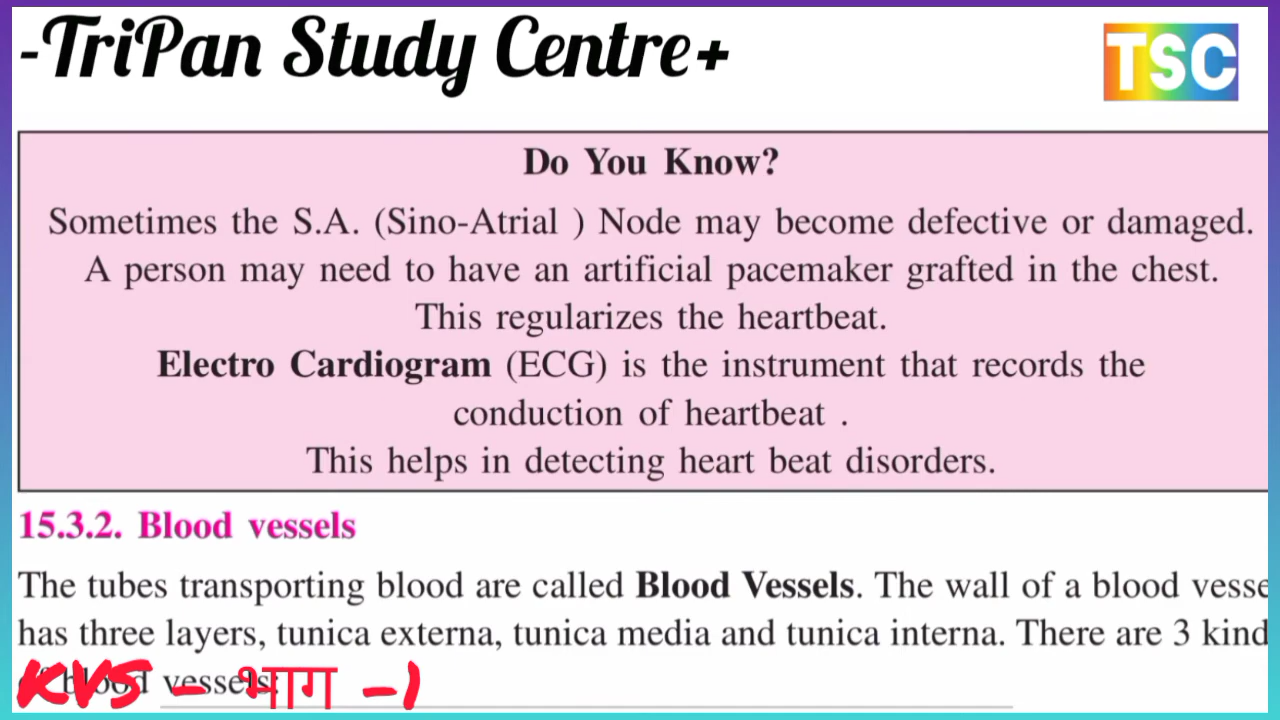 -TriPan Study Centre+
TSC
Do You Know?
Sometimes the S.A. (Sino-Atrial ) Node may become defective or damaged.
A person may need to have an artificial pacemaker grafted in the chest.
This regularizes the heartbeat.
Electro Cardiogram (ECG) is the instrument that records the
conduction of heartbeat .
This helps in detecting heart beat disorders.
15.3.2. Blood vessels
The tubes transporting blood are called Blood Vessels. The wall of a blood vesse
has three layers, tunica externa, tunica media and tunica interna. There are 3 kind
of blood vessels:
KVS - भाग -1